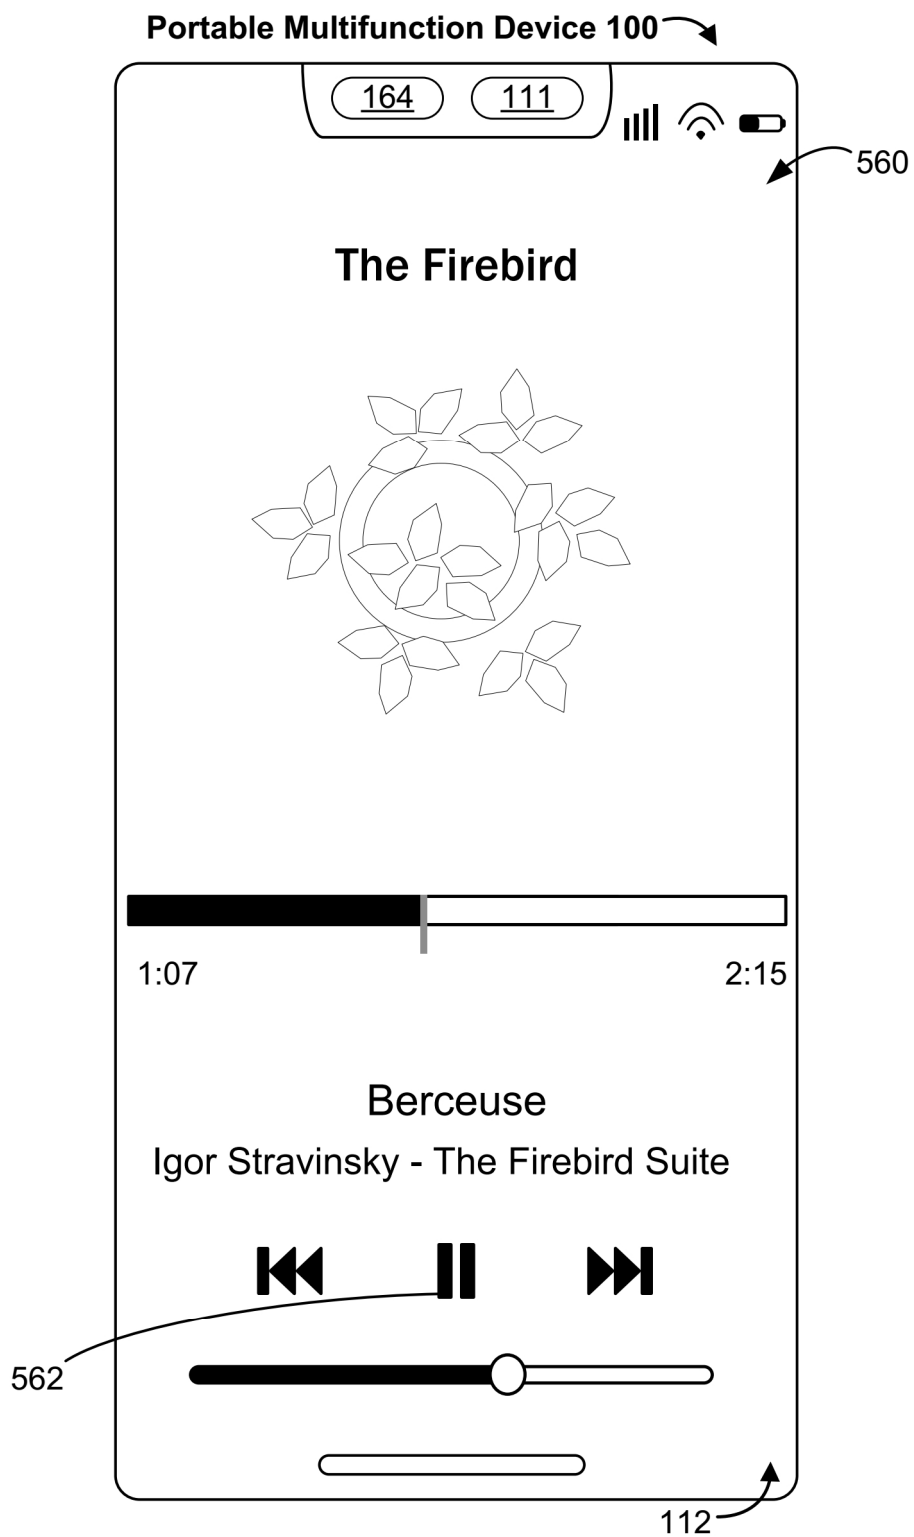 Portable Multifunction Device 100
164 111
560
The Firebird
1:07 2:15
Berceuse
Igor Stravinsky - The Firebird Suite
562
112